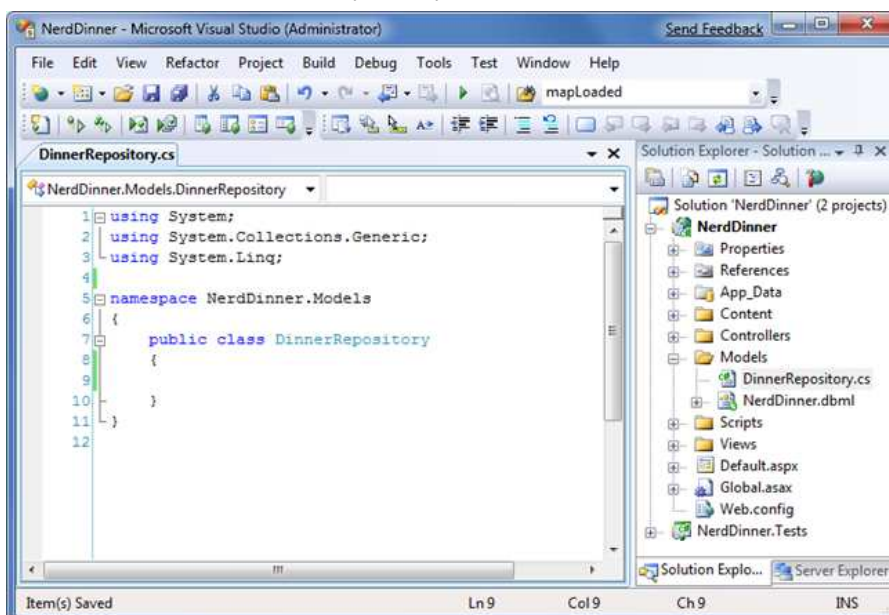 NerdDinner - Microsoft Visual Studio (Administrator)
Send Feedback
File Edit View Refactor Project Build Debug Tools Test Window Help
mapLoaded
DinnerRepository.cs
NerdDinner.Models.DinnerRepository
1 using System;
2 using System.Collections.Generic;
3 using System.Linq;
4
5 namespace NerdDinner.Models
6 {
7 public class DinnerRepository
8 {
9
10 }
11 }
12
Solution Explorer - Solution ...
Solution 'NerdDinner' (2 projects)
NerdDinner
Properties
References
App_Data
Content
Controllers
Models
DinnerRepository.cs
NerdDinner.dbml
Scripts
Views
Default.aspx
Global.asax
Web.config
NerdDinner.Tests
Solution Explo... Server Explorer
Item(s) Saved Ln 9 Col 9 Ch 9 INS